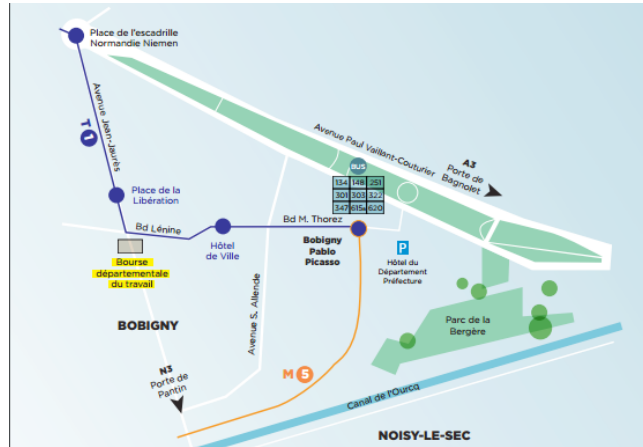 Place de l'escadrille
Normandie Niemen
Avenue Jean-Jaurès
T 1
Avenue Paul Vaillant-Couturier
A3
Porte de
Bagnolet
BUS
134 148 251
301 303 322
347 615a 620
Place de la
Libération
Bd Lénine
Bd M. Thorez
Hôtel
de Ville
Bobigny
Pablo
Picasso
P
Hôtel du
Département
Préfecture
Bourse
départementale
du travail
BOBIGNY
Avenue S. Allende
Parc de la
Bergère
N3
Porte de
Pantin
M 5
Canal de l'Ourcq
NOISY-LE-SEC